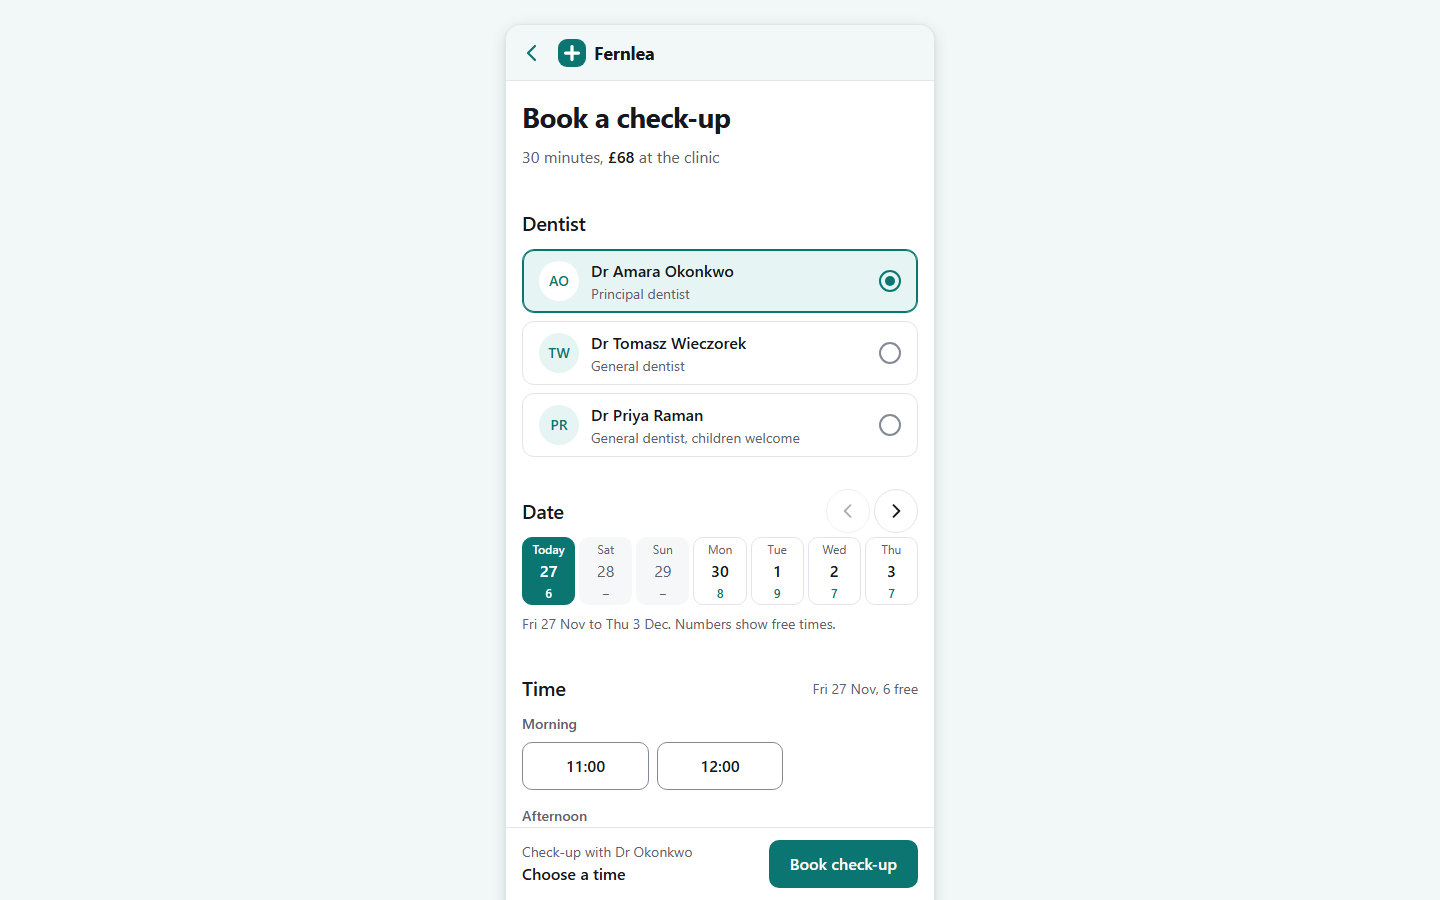 Fernlea
Book a check-up
30 minutes, £68 at the clinic
Dentist
AO
Dr Amara Okonkwo
Principal dentist
TW
Dr Tomasz Wieczorek
General dentist
PR
Dr Priya Raman
General dentist, children welcome
Date
Today Sat Sun Mon Tue Wed Thu
27 28 29 30 1 2 3
6 – – 8 9 7 7
Fri 27 Nov to Thu 3 Dec. Numbers show free times.
Time
Fri 27 Nov, 6 free
Morning
11:00 12:00
Afternoon
Check-up with Dr Okonkwo
Choose a time
Book check-up